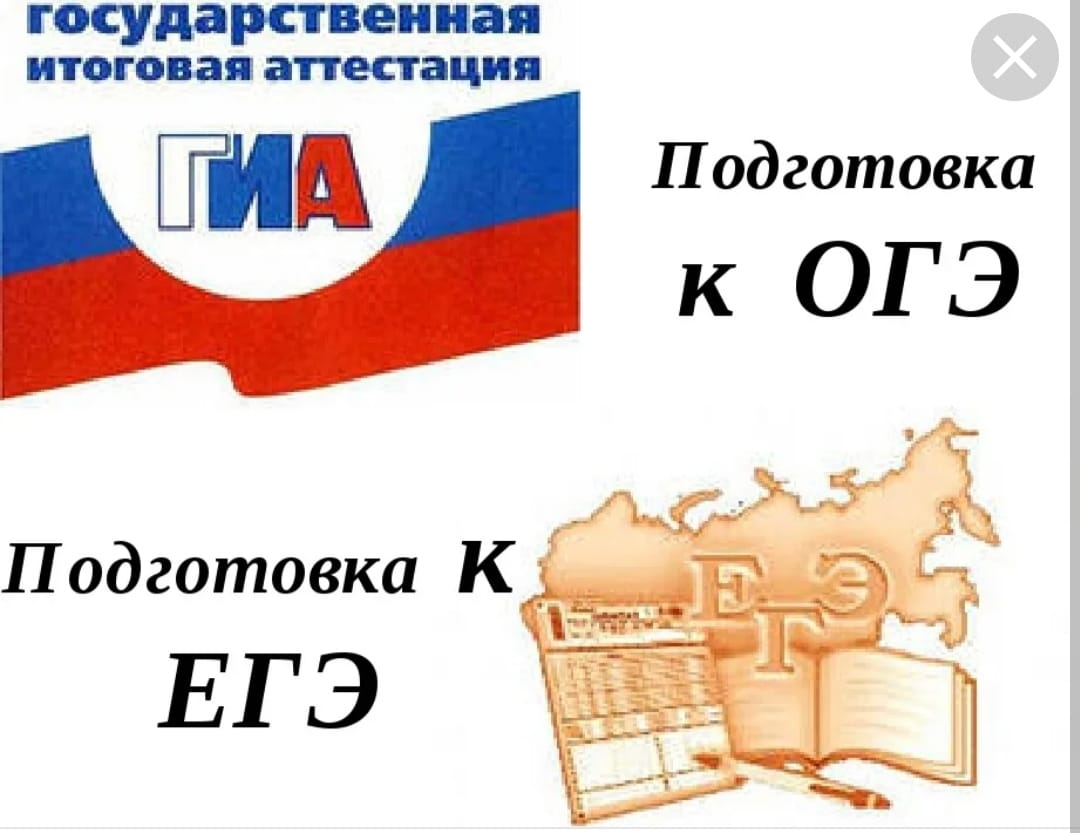 государственная
итоговая аттестация
ГИА
Подготовка
к ОГЭ
Подготовка к
ЕГЭ
ЕГЭ